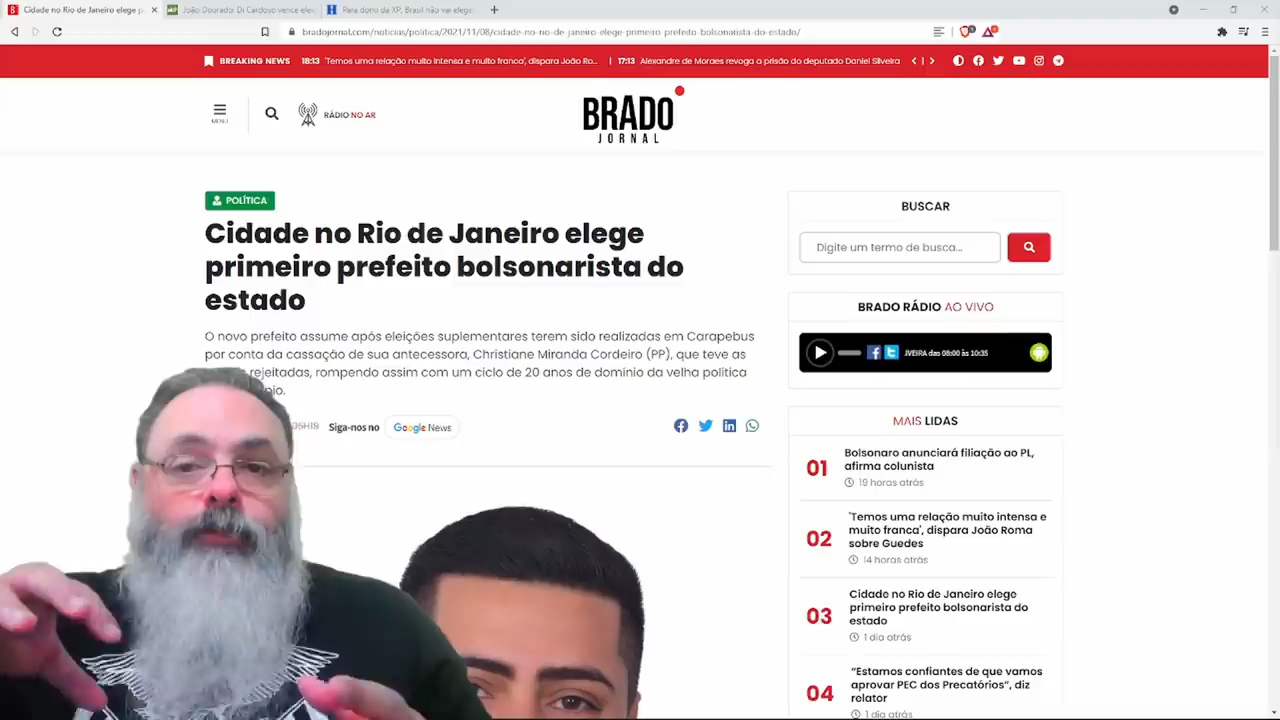 Cidade no Rio de Janeiro elege p
João Dourado: Di Cardoso vence elei
Para dono da XP, Brasil não vai eleger
bradojornal.com/noticias/politica/2021/11/08/cidade-no-rio-de-janeiro-elege-primeiro-prefeito-bolsonarista-do-estado/
BREAKING NEWS 18:13 'Temos uma relação muito intensa e muito franca', dispara João Ro... | 17:13 Alexandre de Moraes revoga a prisão do deputado Daniel Silveira
MENU
RÁDIO NO AR
BRADO
JORNAL
POLÍTICA
Cidade no Rio de Janeiro elege
primeiro prefeito bolsonarista do
estado
O novo prefeito assume após eleições suplementares terem sido realizadas em Carapebus
por conta da cassação de sua antecessora, Christiane Miranda Cordeiro (PP), que teve as
rejeitadas, rompendo assim com um ciclo de 20 anos de domínio da velha política
05H19 Siga-nos no Google News
BUSCAR
Digite um termo de busca...
BRADO RÁDIO AO VIVO
IVEIRA das 08:00 às 10:35
MAIS LIDAS
01 Bolsonaro anunciará filiação ao PL,
afirma colunista
19 horas atrás
02 'Temos uma relação muito intensa e
muito franca', dispara João Roma
sobre Guedes
14 horas atrás
03 Cidade no Rio de Janeiro elege
primeiro prefeito bolsonarista do
estado
1 dia atrás
04 “Estamos confiantes de que vamos
aprovar PEC dos Precatórios”, diz
relator
1 dia atrás